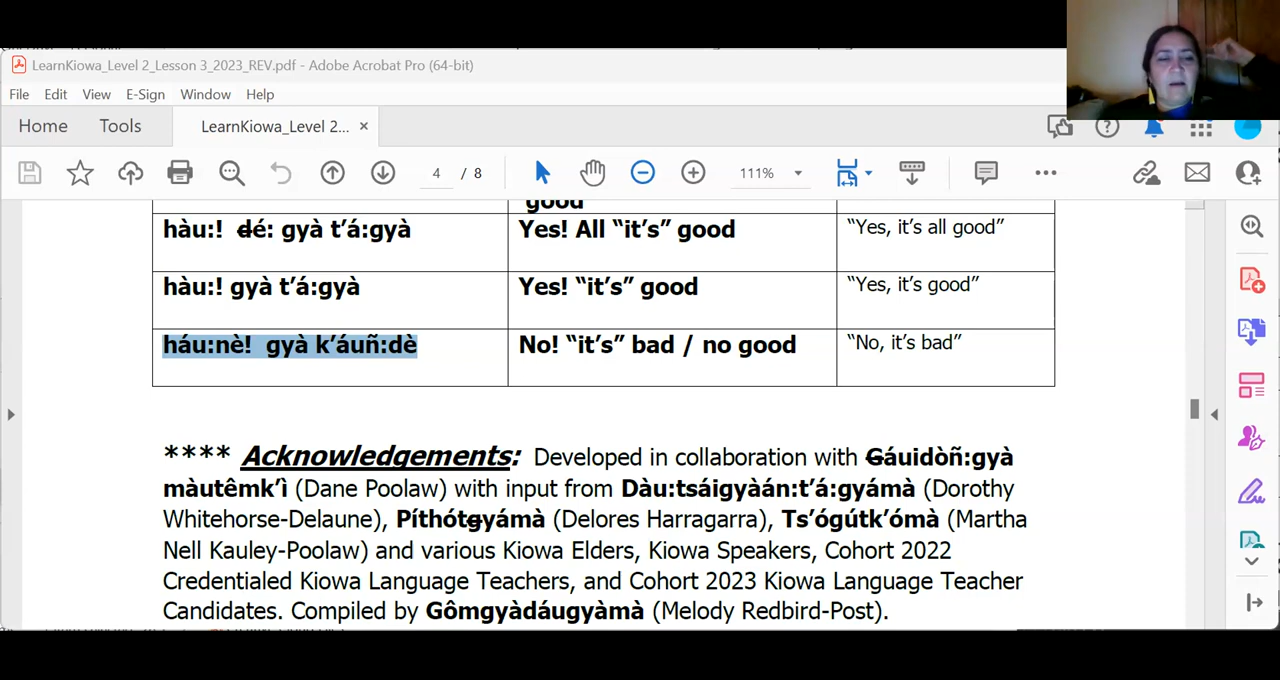 LearnKiowa_Level 2_Lesson 3_2023_REV.pdf - Adobe Acrobat Pro (64-bit)
File Edit View E-Sign Window Help
Home Tools LearnKiowa_Level 2... ×
4 / 8 111%
good
hàu:! d̶é: gyà t’á:gyà Yes! All “it’s” good “Yes, it’s all good”
hàu:! gyà t’á:gyà Yes! “it’s” good “Yes, it’s good”
háu:nè! gyà k’áuñ:dè No! “it’s” bad / no good “No, it’s bad”
**** Acknowledgements: Developed in collaboration with G̶áuidòñ:gyà
màutêmk’ì (Dane Poolaw) with input from Dàu:tsáigyàán:t’á:gyámà (Dorothy
Whitehorse-Delaune), Píthótg̶yámà (Delores Harragarra), Ts’ógútk’ómà (Martha
Nell Kauley-Poolaw) and various Kiowa Elders, Kiowa Speakers, Cohort 2022
Credentialed Kiowa Language Teachers, and Cohort 2023 Kiowa Language Teacher
Candidates. Compiled by Gômgyàdáugyàmà (Melody Redbird-Post).